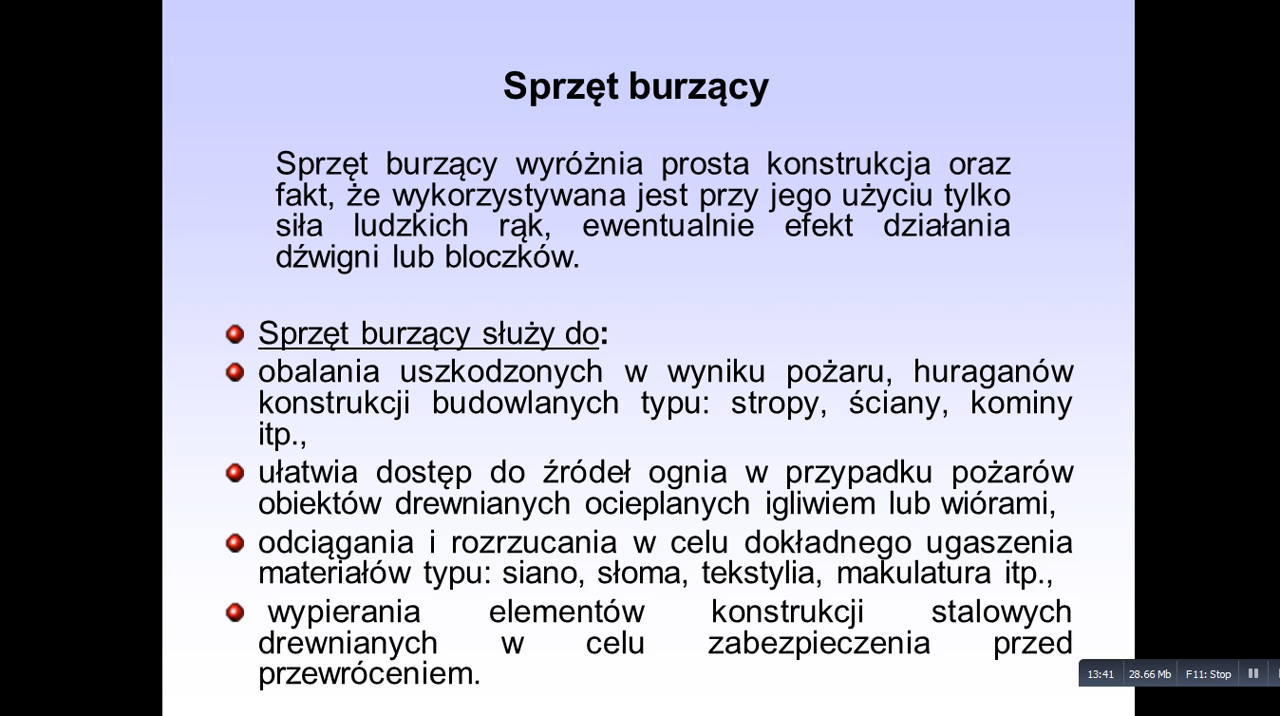 Sprzęt burzący
Sprzęt burzący wyróżnia prosta konstrukcja oraz
fakt, że wykorzystywana jest przy jego użyciu tylko
siła ludzkich rąk, ewentualnie efekt działania
dźwigni lub bloczków.
Sprzęt burzący służy do:
obalania uszkodzonych w wyniku pożaru, huraganów
konstrukcji budowlanych typu: stropy, ściany, kominy
itp.,
ułatwia dostęp do źródeł ognia w przypadku pożarów
obiektów drewnianych ocieplanych igliwiem lub wiórami,
odciągania i rozrzucania w celu dokładnego ugaszenia
materiałów typu: siano, słoma, tekstylia, makulatura itp.,
wypierania elementów konstrukcji stalowych
drewnianych w celu zabezpieczenia przed
przewróceniem.
13:41 28.66 Mb F11: Stop